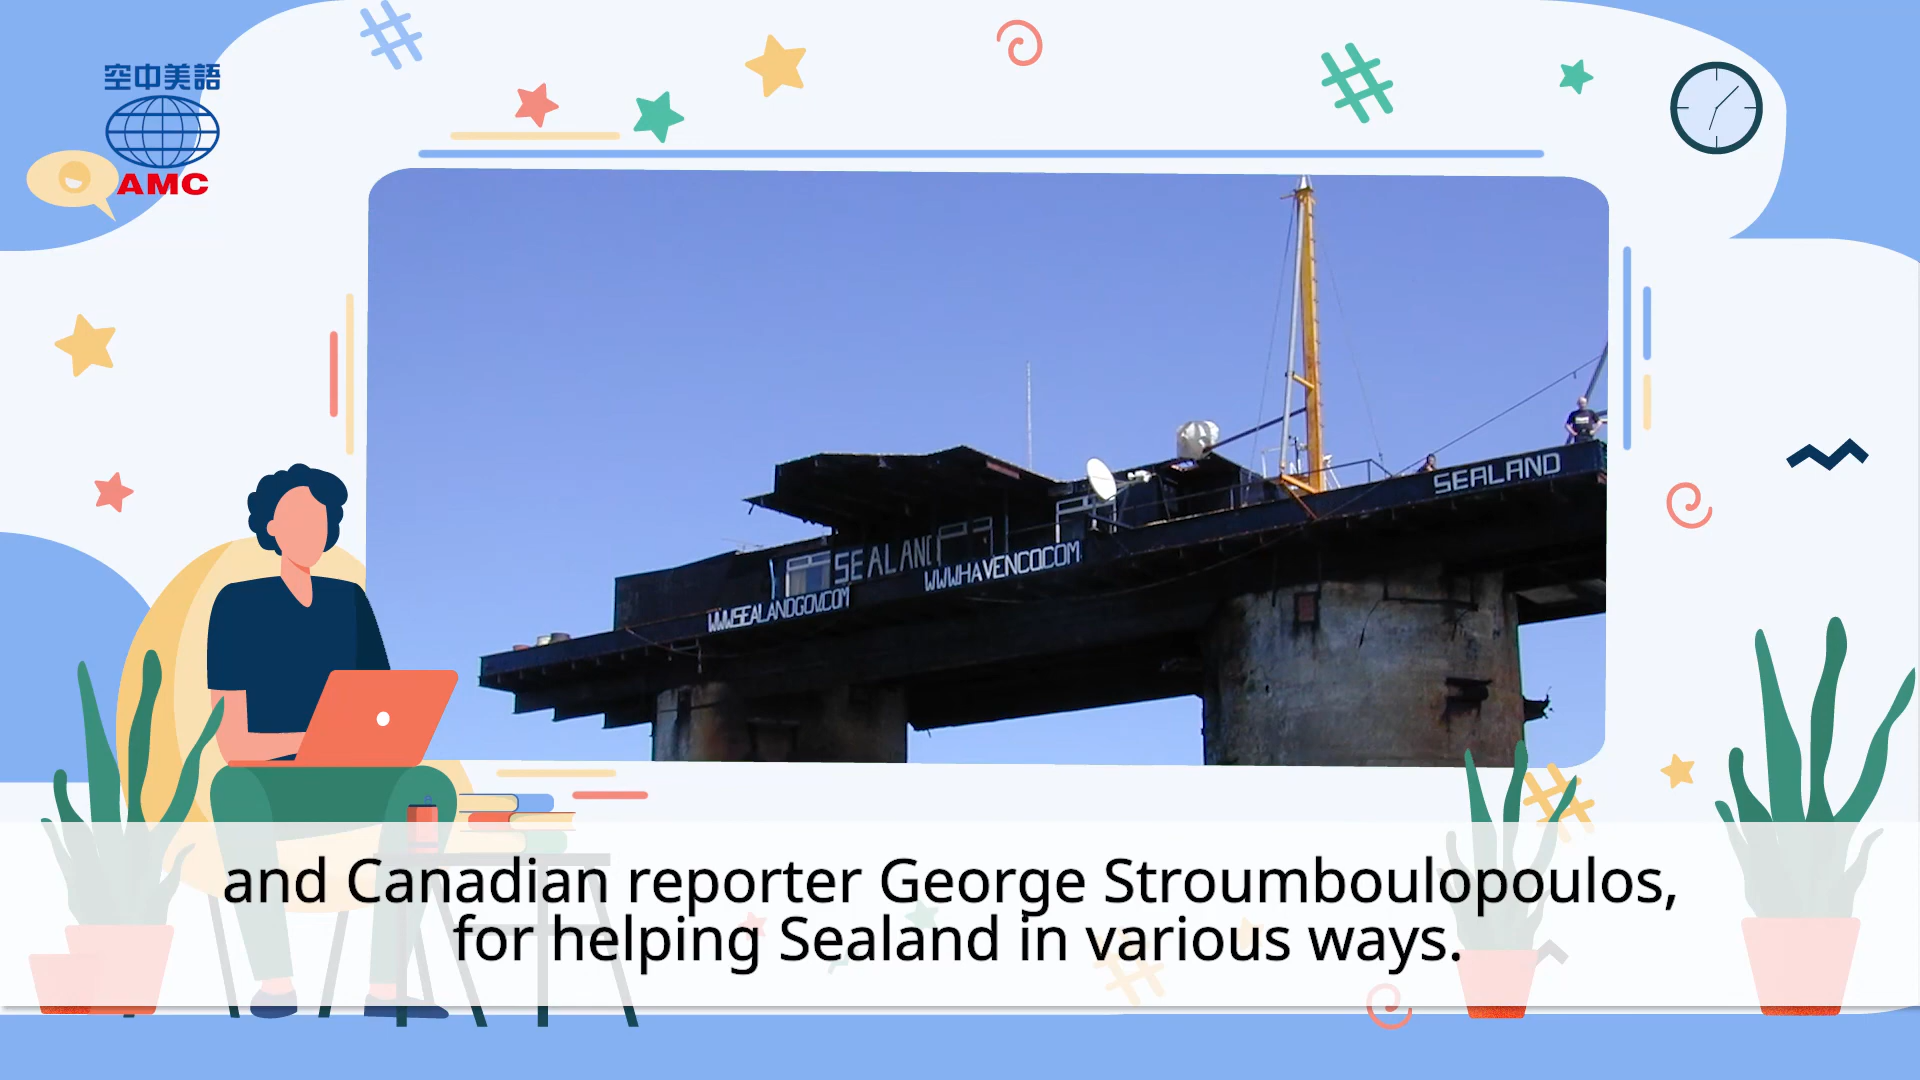 空中美語
AMC
SEALAND
SEALAND
WWW.HAVENCO.COM
WWW.SEALANDGOV.COM
and Canadian reporter George Stroumboulopoulos,
for helping Sealand in various ways.